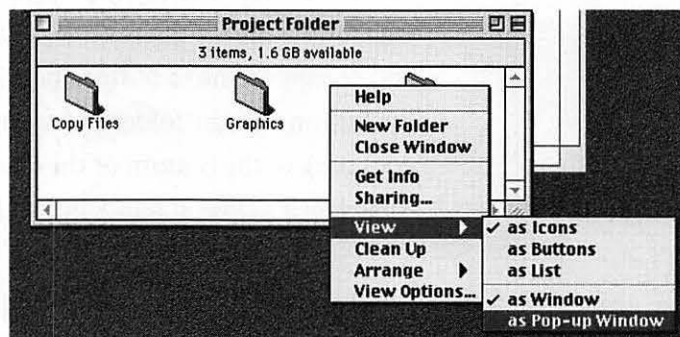 Project Folder
3 items, 1.6 GB available
Copy Files
Graphics
Help
New Folder
Close Window
Get Info
Sharing...
View
Clean Up
Arrange
View Options...
✓ as Icons
as Buttons
as List
✓ as Window
as Pop-up Window